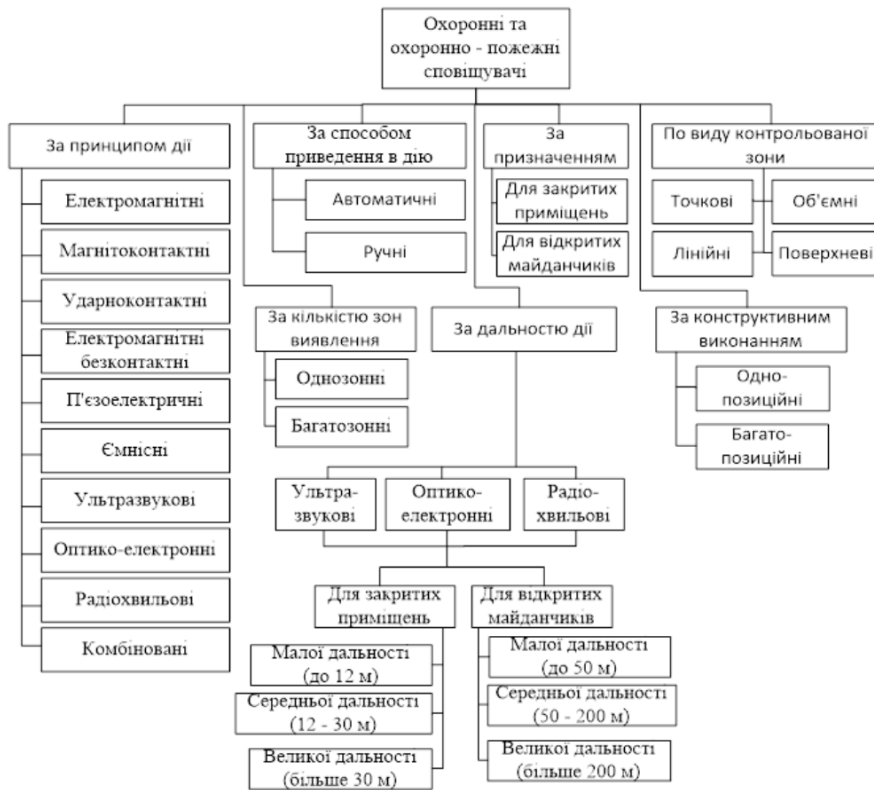 Охоронні та
охоронно - пожежні
сповіщувачі
За принципом дії
Електромагнітні
Магнітоконтактні
Ударноконтактні
Електромагнітні
безконтактні
П'єзоелектричні
Ємнісні
Ультразвукові
Оптико-електронні
Радіохвильові
Комбіновані
За способом
приведення в дію
Автоматичні
Ручні
За
призначенням
Для закритих
приміщень
Для відкритих
майданчиків
По виду контрольованої
зони
Точкові
Об'ємні
Лінійні
Поверхневі
За кількістю зон
виявлення
Однозонні
Багатозонні
За дальностю дії
Ультра-
звукові
Оптико-
електронні
Радіо-
хвильові
Для закритих
приміщень
Малої дальності
(до 12 м)
Середньої дальності
(12 - 30 м)
Великої дальності
(більше 30 м)
Для відкритих
майданчиків
Малої дальності
(до 50 м)
Середньої дальності
(50 - 200 м)
Великої дальності
(більше 200 м)
За конструктивним
виконанням
Одно-
позиційні
Багато-
позиційні